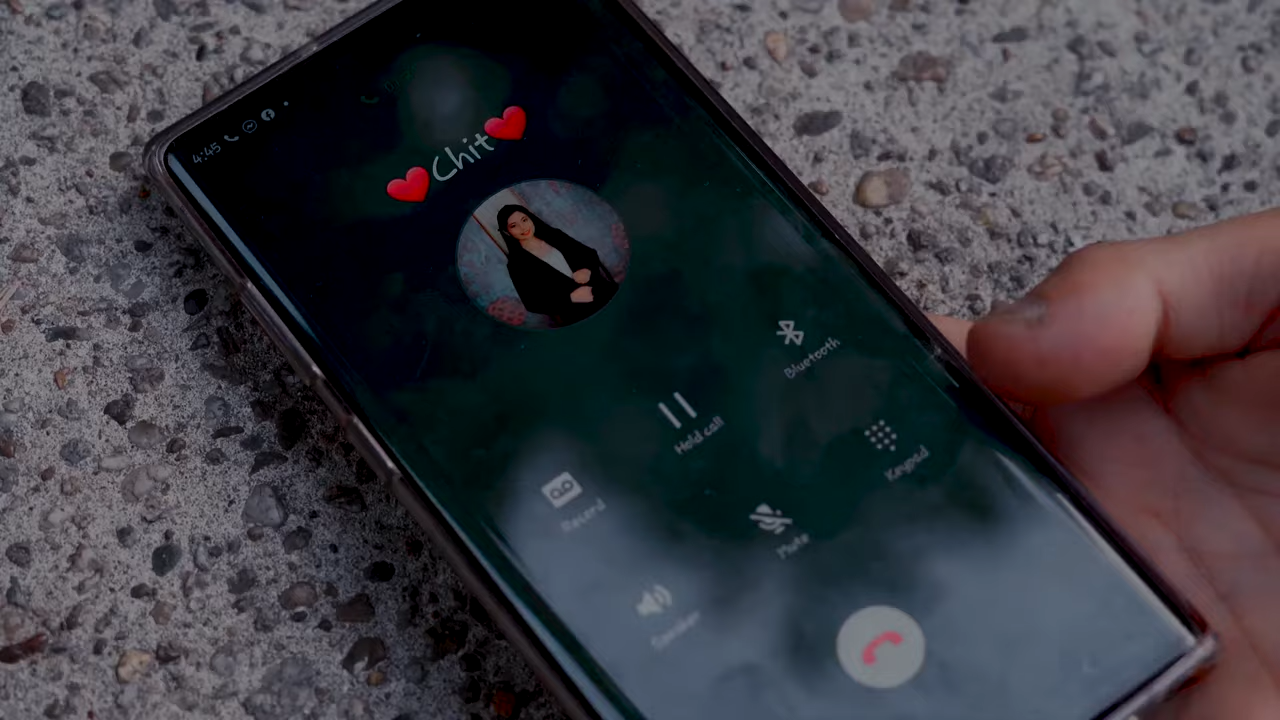 4:45
❤Chit❤
Bluetooth
Hold call
Keypad
Record
Mute
Speaker